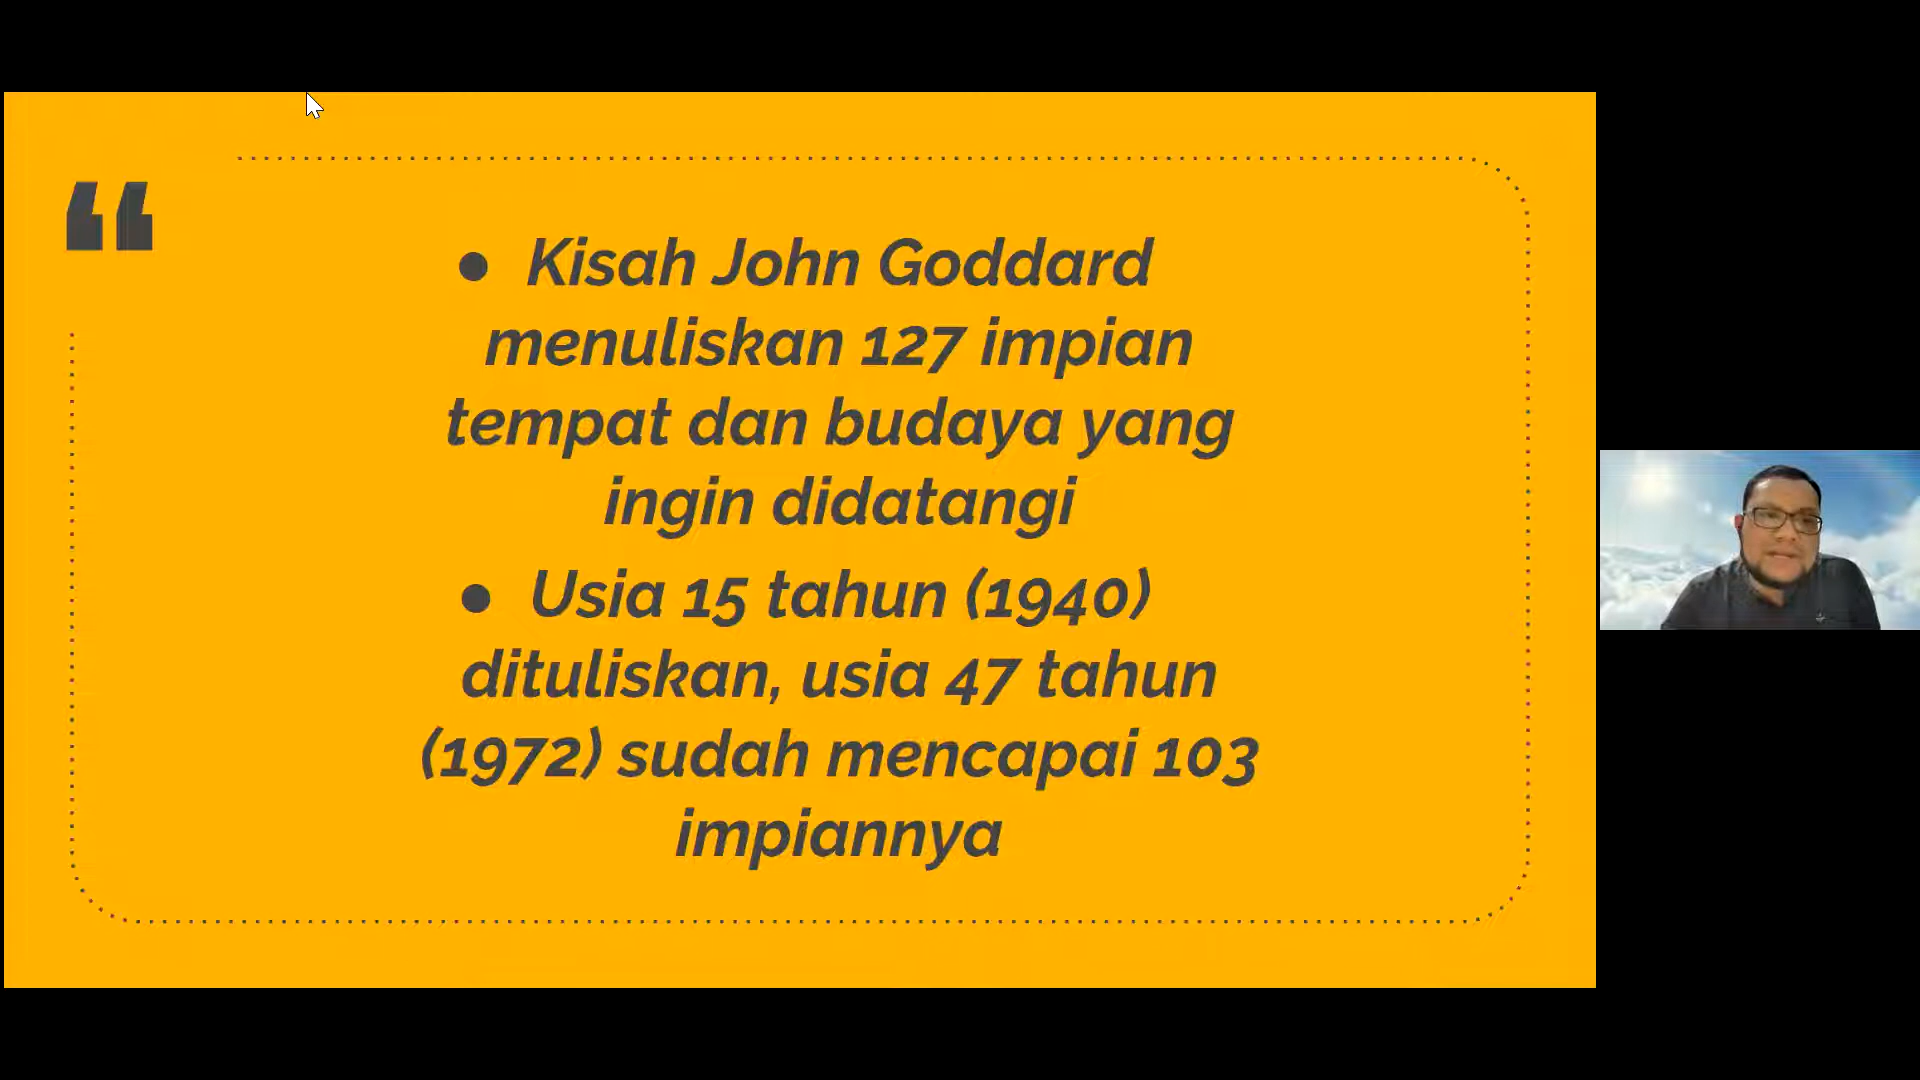 “
● Kisah John Goddard
menuliskan 127 impian
tempat dan budaya yang
ingin didatangi
● Usia 15 tahun (1940)
dituliskan, usia 47 tahun
(1972) sudah mencapai 103
impiannya